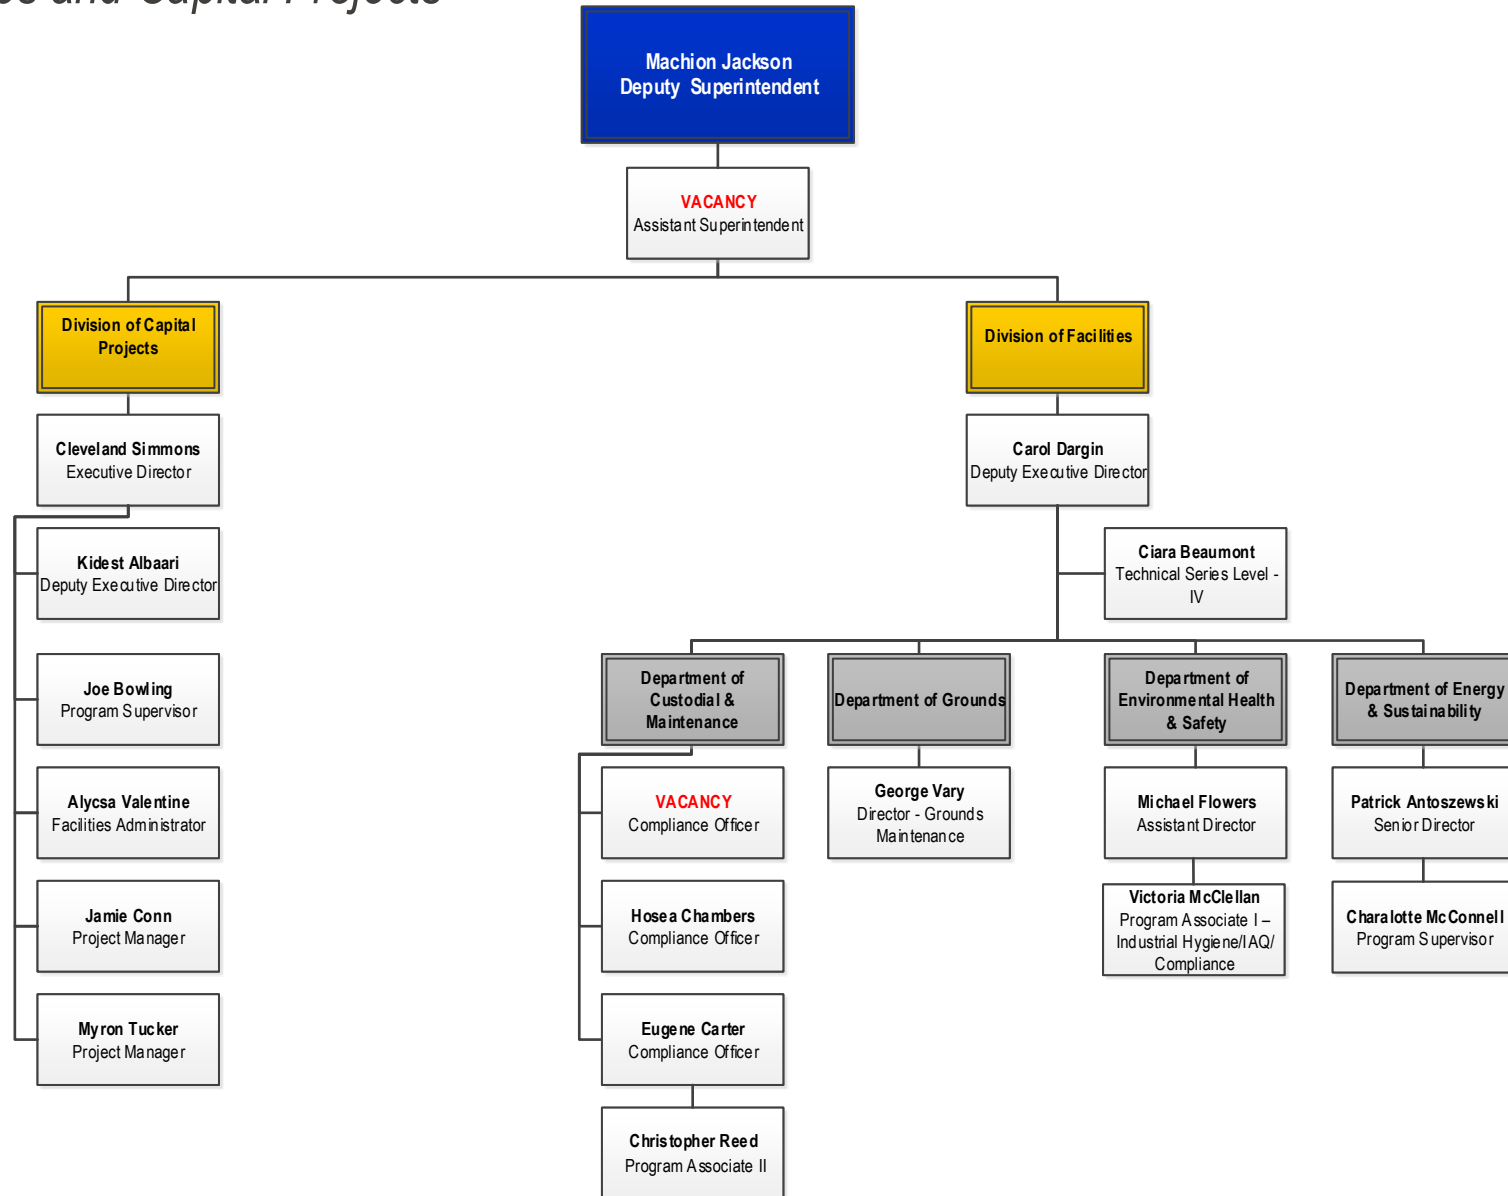 and Capital Projects
Machion Jackson
Deputy Superintendent
VACANCY
Assistant Superintendent
Division of Capital
Projects
Division of Facilities
Cleveland Simmons
Executive Director
Carol Dargin
Deputy Executive Director
Kidest Albaari
Deputy Executive Director
Ciara Beaumont
Technical Series Level -
IV
Joe Bowling
Program Supervisor
Department of
Custodial &
Maintenance
Department of Grounds
Department of
Environmental Health
& Safety
Department of Energy
& Sustainability
Alycsa Valentine
Facilities Administrator
VACANCY
Compliance Officer
George Vary
Director - Grounds
Maintenance
Michael Flowers
Assistant Director
Patrick Antoszewski
Senior Director
Jamie Conn
Project Manager
Hosea Chambers
Compliance Officer
Victoria McClellan
Program Associate I –
Industrial Hygiene/IAQ/
Compliance
Charalotte McConnell
Program Supervisor
Myron Tucker
Project Manager
Eugene Carter
Compliance Officer
Christopher Reed
Program Associate II